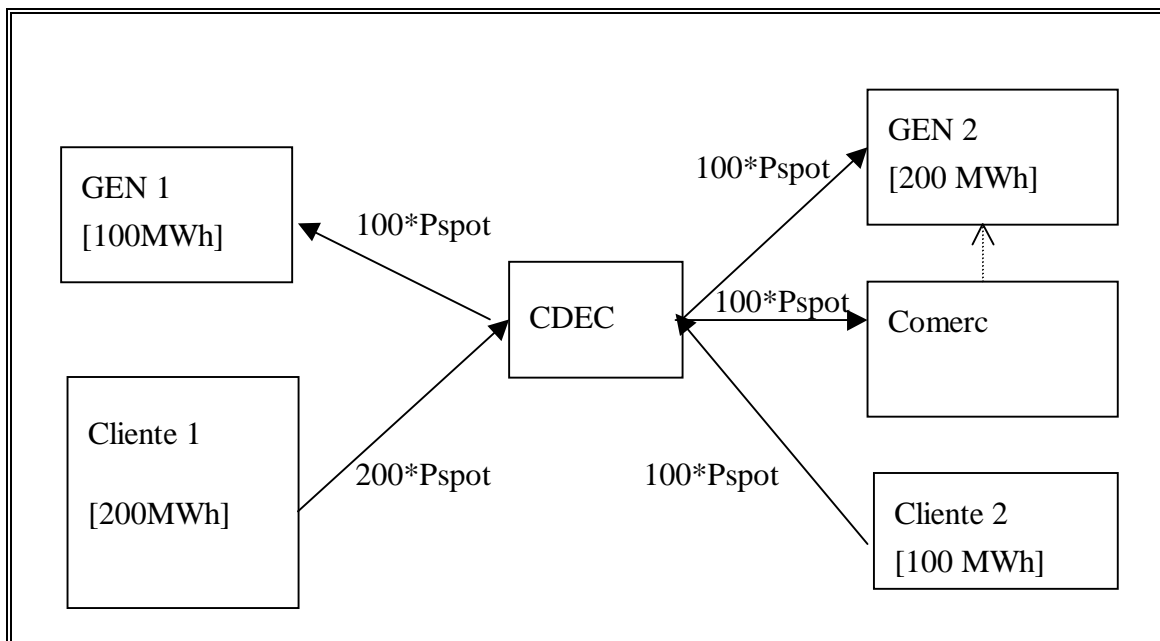 GEN 1
[100MWh]
100*Pspot
Cliente 1
[200MWh]
200*Pspot
CDEC
100*Pspot
GEN 2
[200 MWh]
100*Pspot
Comerc
100*Pspot
Cliente 2
[100 MWh]